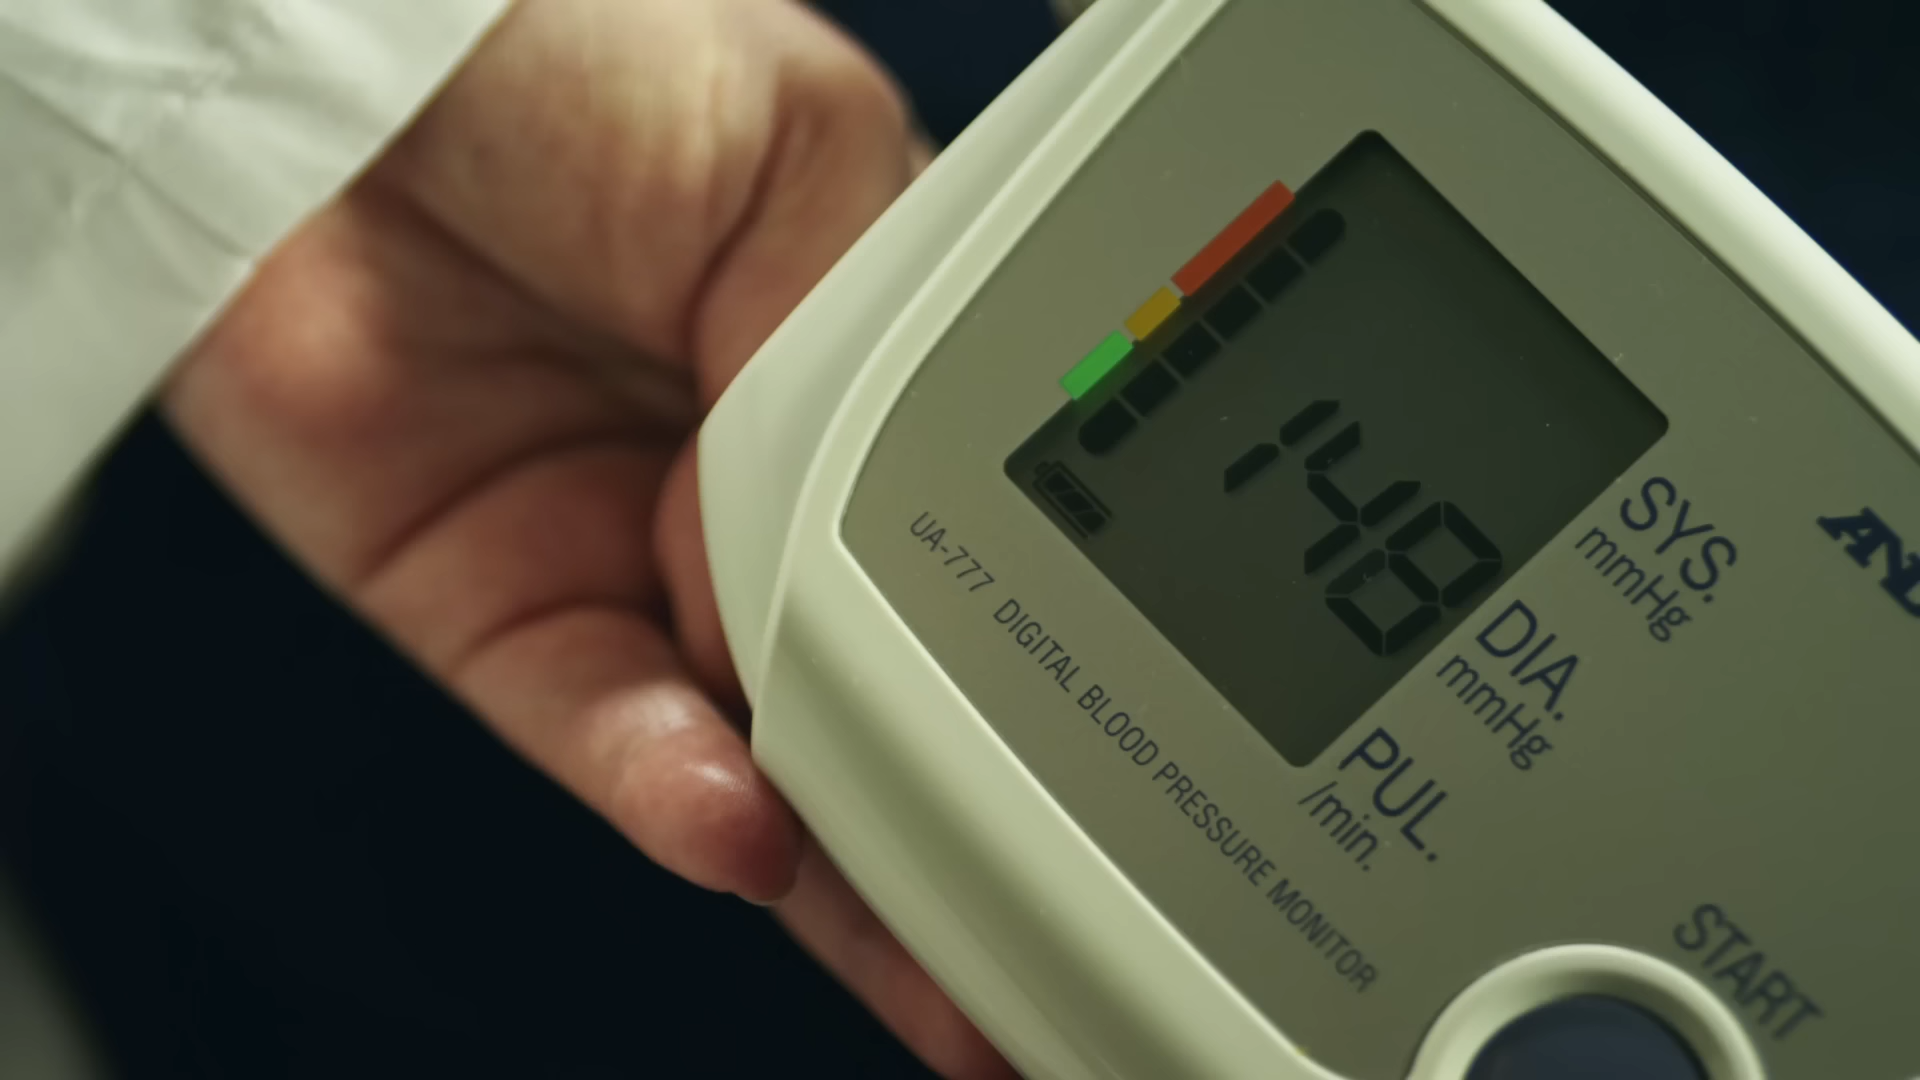 148
SYS.
mmHg
DIA.
mmHg
PUL.
/min.
UA-777 DIGITAL BLOOD PRESSURE MONITOR
START